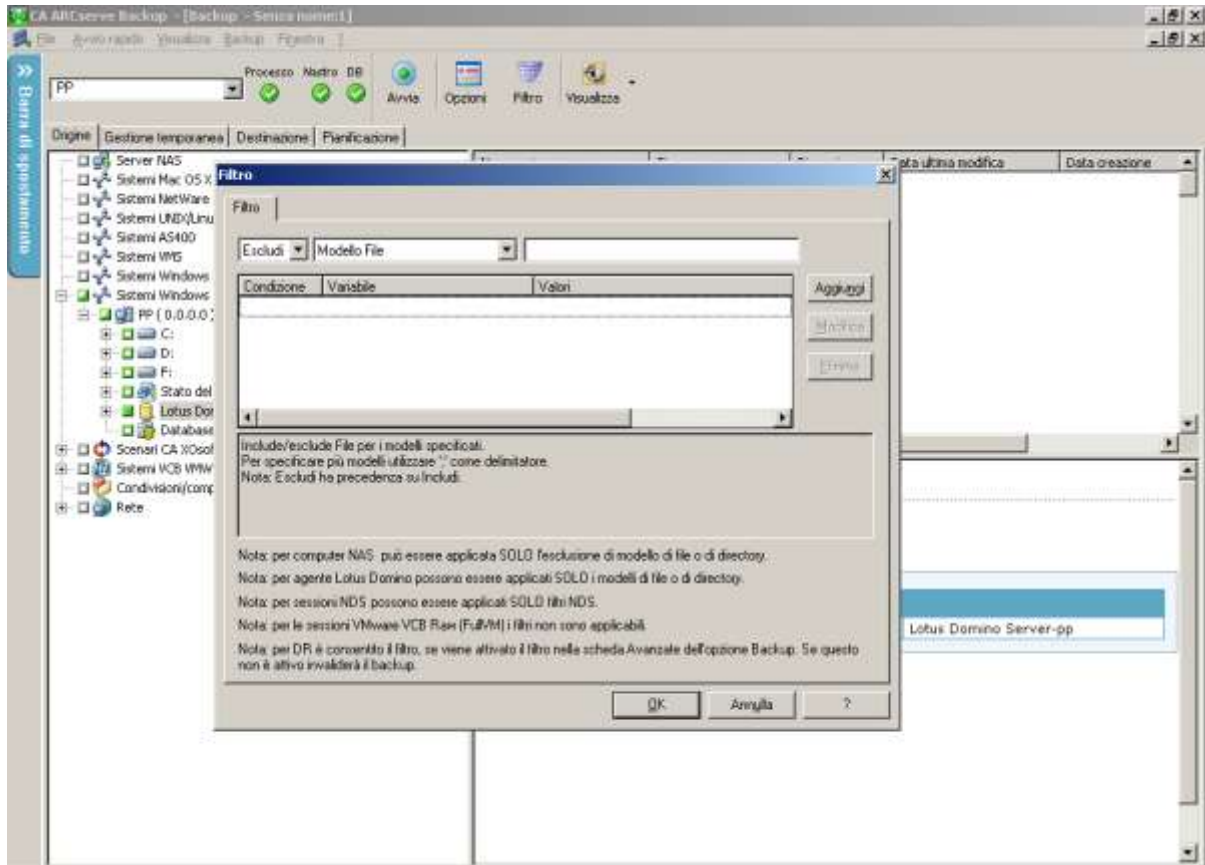 CA ARCserve Backup - [Backup - Senza nome:1]
File Avvio rapido Visualizza Backup Finestra ?
Barra di spostamento
PP
Processo Nastro DB
Avvia Opzioni Filtro Visualizza
Origine Gestione temporanea Destinazione Pianificazione
Server NAS
Sistemi Mac OS X
Sistemi NetWare
Sistemi UNIX/Linu
Sistemi AS400
Sistemi VMS
Sistemi Windows
Sistemi Windows
PP ( 0.0.0.0
C:
D:
F:
Stato del
Lotus Dor
Database
Scenari CA XOsof
Sistemi VCB VMW
Condivisioni/comp
Rete
ata ultima modifica Data creazione
Filtro
Filtro
Escludi Modello File
Condizione Variabile Valori
Aggiungi
Modifica
Elimina
Include/esclude File per i modelli specificati.
Per specificare più modelli utilizzare ',' come delimitatore.
Nota: Escludi ha precedenza su Includi.
Nota: per computer NAS può essere applicata SOLO l'esclusione di modello di file o di directory.
Nota: per agente Lotus Domino possono essere applicati SOLO i modelli di file o di directory.
Nota: per sessioni NDS possono essere applicati SOLO filtri NDS.
Nota: per le sessioni VMware VCB Raw (FullVM) i filtri non sono applicabili.
Nota: per DR è consentito il filtro, se viene attivato il filtro nella scheda Avanzate dell'opzione Backup. Se questo
non è attivo invaliderà il backup.
OK Annulla ?
Lotus Domino Server-pp